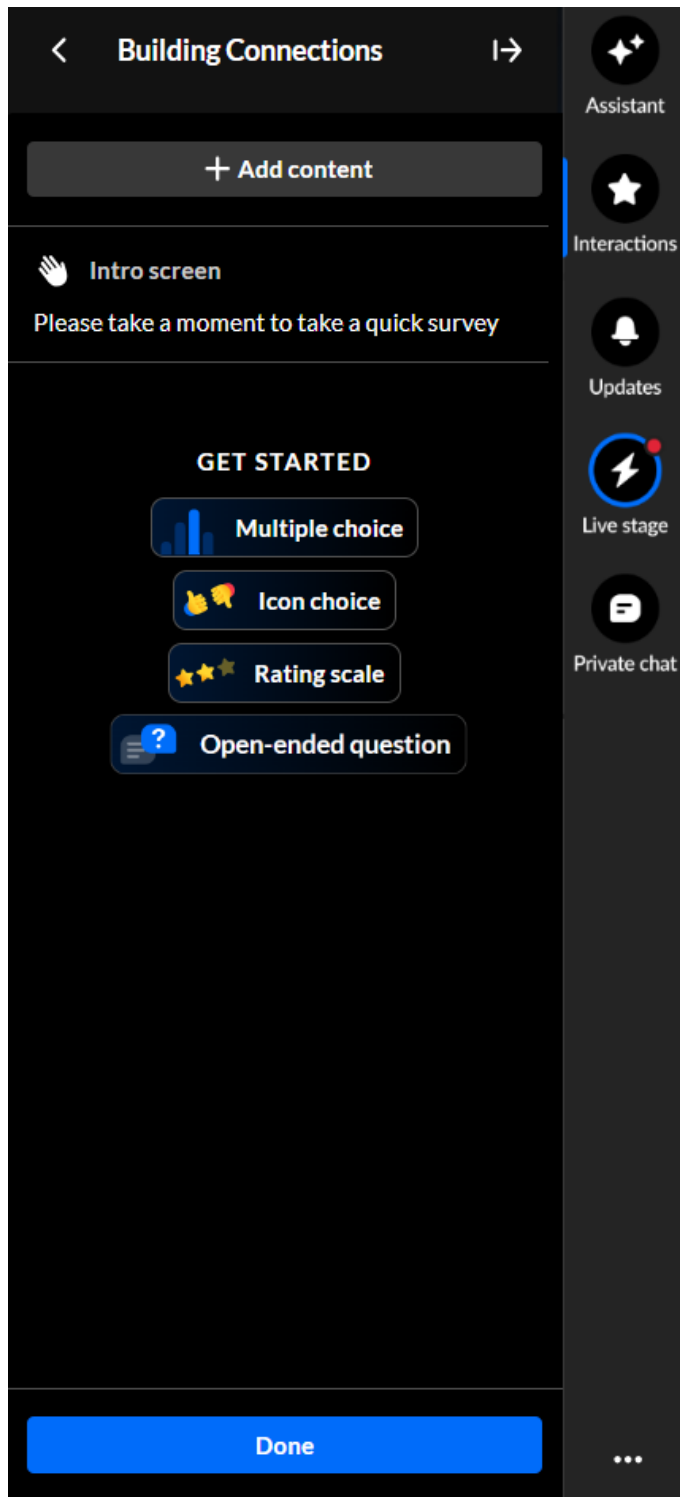 Building Connections
Add content
Intro screen
Please take a moment to take a quick survey
GET STARTED
Multiple choice
Icon choice
Rating scale
?
Open-ended question
Done
Assistant
Interactions
Updates
Live stage
Private chat